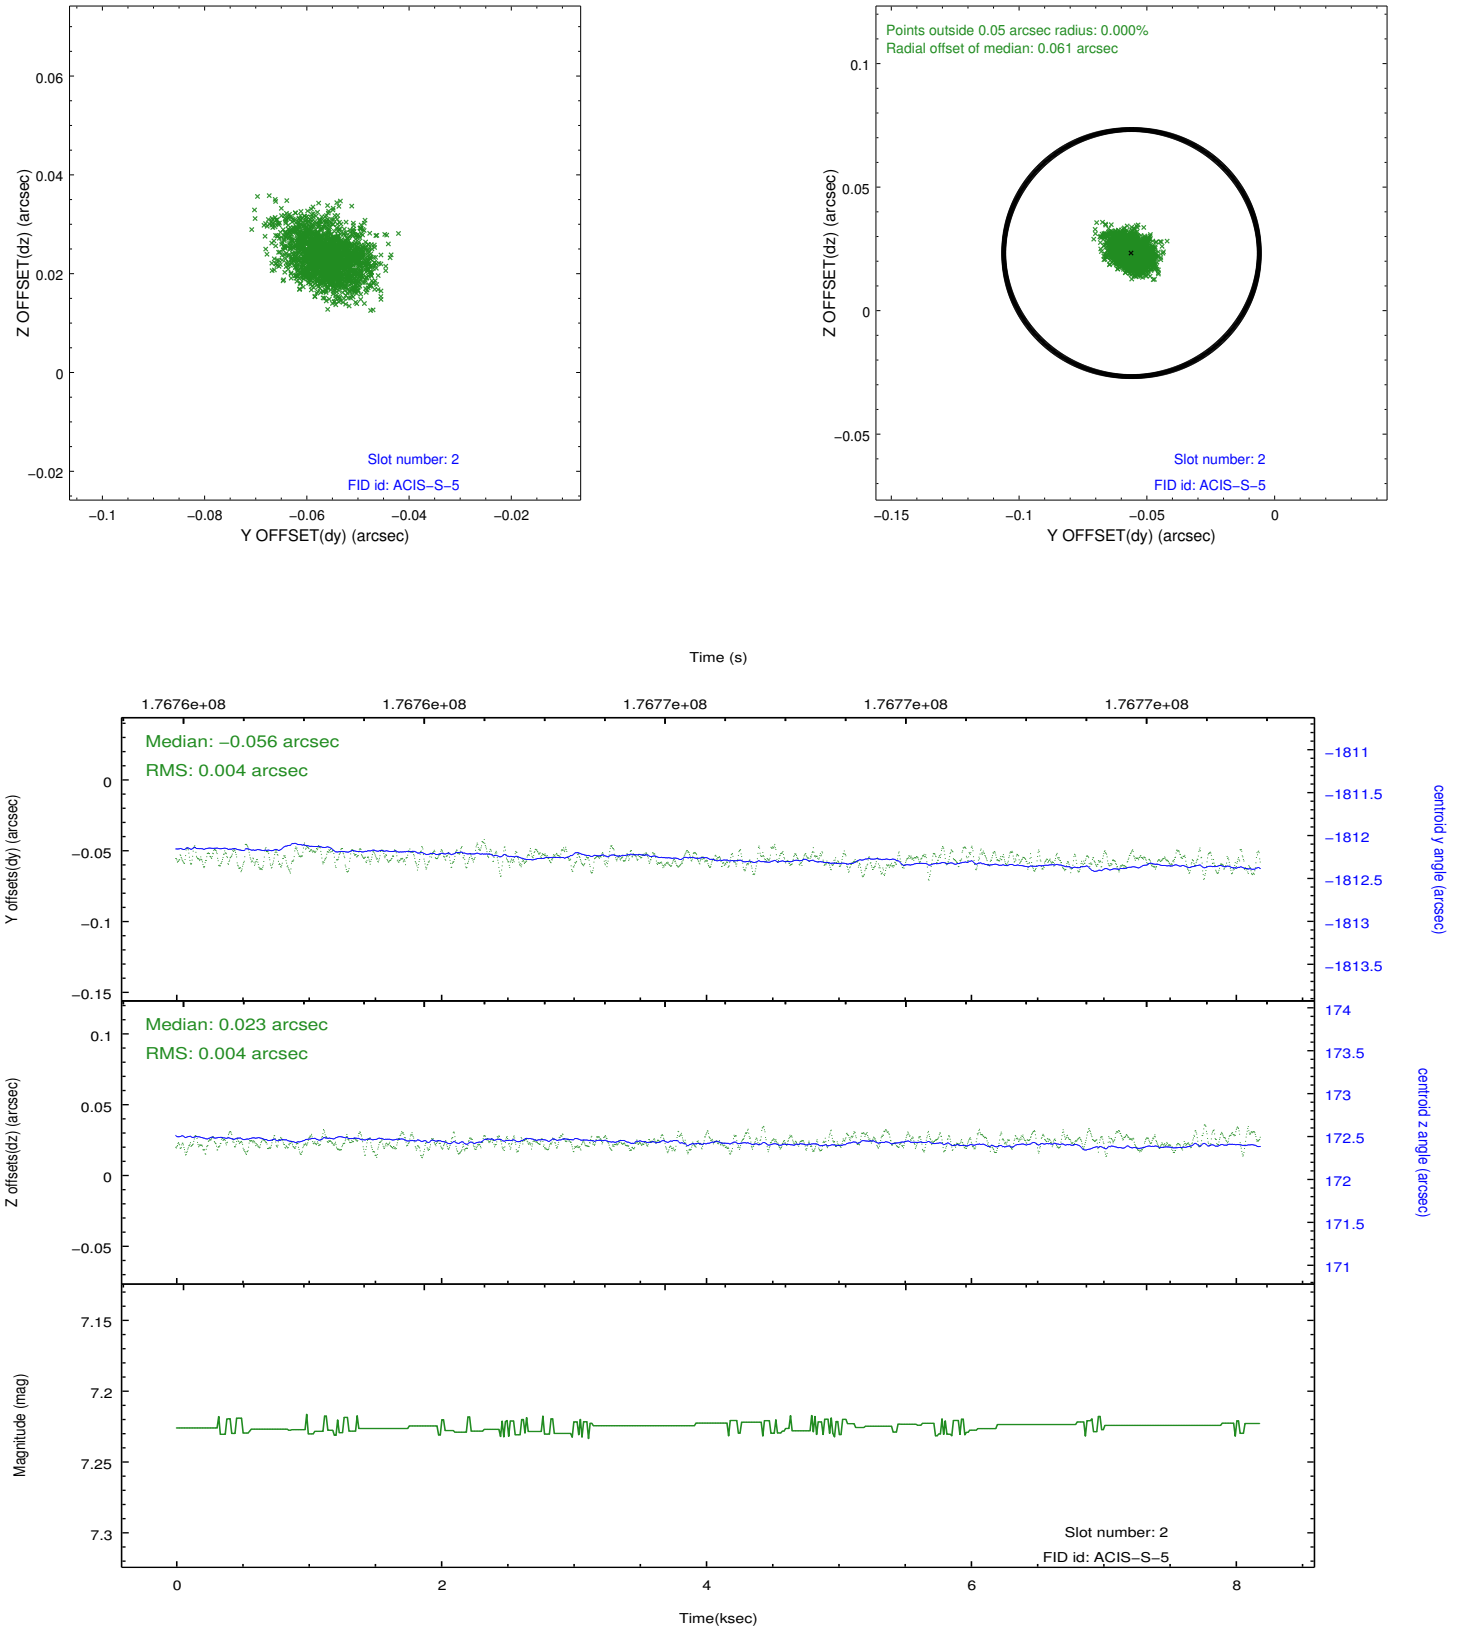 0.06
0.04
0.02
0
−0.02
Z OFFSET(dz) (arcsec)
Slot number: 2
FID id: ACIS−S−5
−0.1
−0.08
−0.06
−0.04
−0.02
Y OFFSET(dy) (arcsec)
Points outside 0.05 arcsec radius: 0.000%
Radial offset of median: 0.061 arcsec
0.1
0.05
0
−0.05
Z OFFSET(dz) (arcsec)
Slot number: 2
FID id: ACIS−S−5
−0.15
−0.1
−0.05
0
Y OFFSET(dy) (arcsec)
Time (s)
1.7676e+08
1.7676e+08
1.7677e+08
1.7677e+08
1.7677e+08
Median: −0.056 arcsec
RMS: 0.004 arcsec
0
−0.05
−0.1
−0.15
Y offsets(dy) (arcsec)
−1811
−1811.5
−1812
−1812.5
−1813
−1813.5
centroid y angle (arcsec)
Median: 0.023 arcsec
RMS: 0.004 arcsec
0.1
0.05
0
−0.05
Z offsets(dz) (arcsec)
174
173.5
173
172.5
172
171.5
171
centroid z angle (arcsec)
7.15
7.2
7.25
7.3
Magnitude (mag)
Slot number: 2
FID id: ACIS−S−5
0
2
4
6
8
Time(ksec)